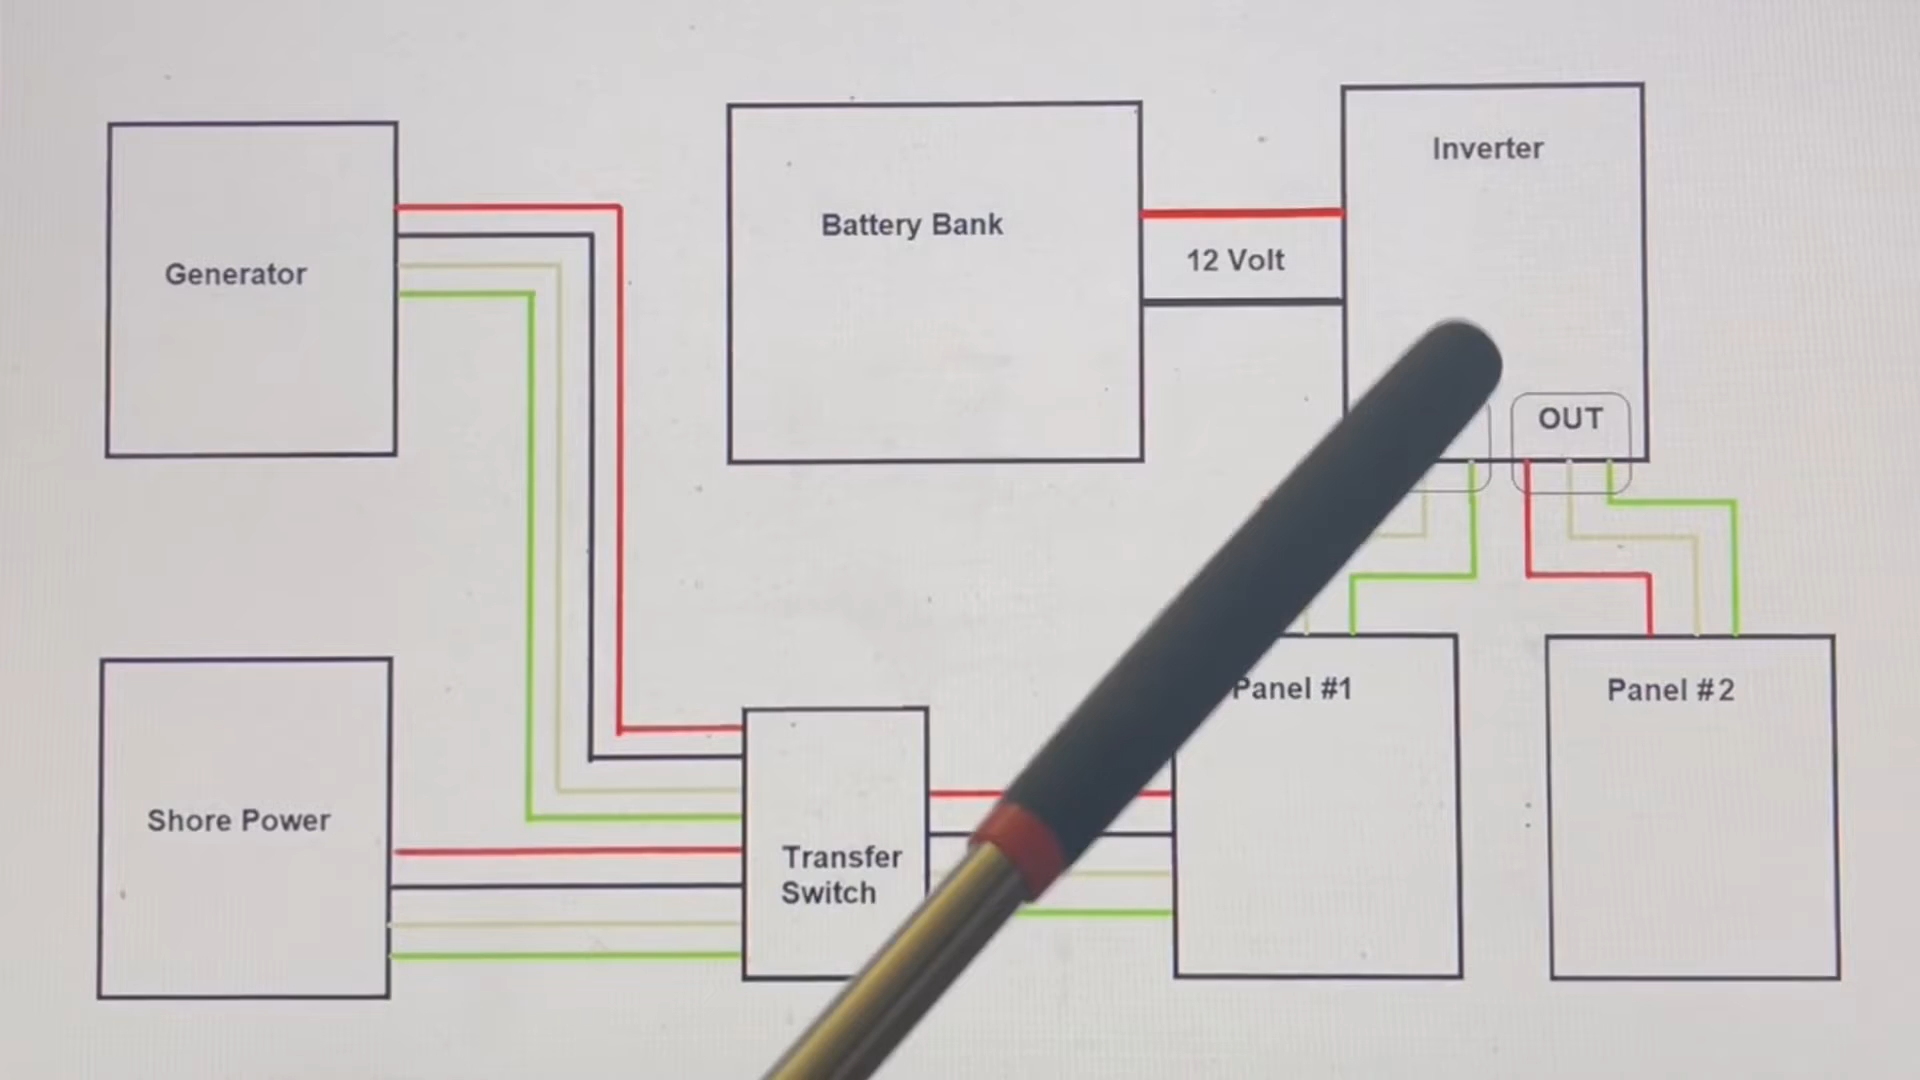 Inverter
Battery Bank
12 Volt
Generator
OUT
Panel #1
Panel #2
Shore Power
Transfer
Switch